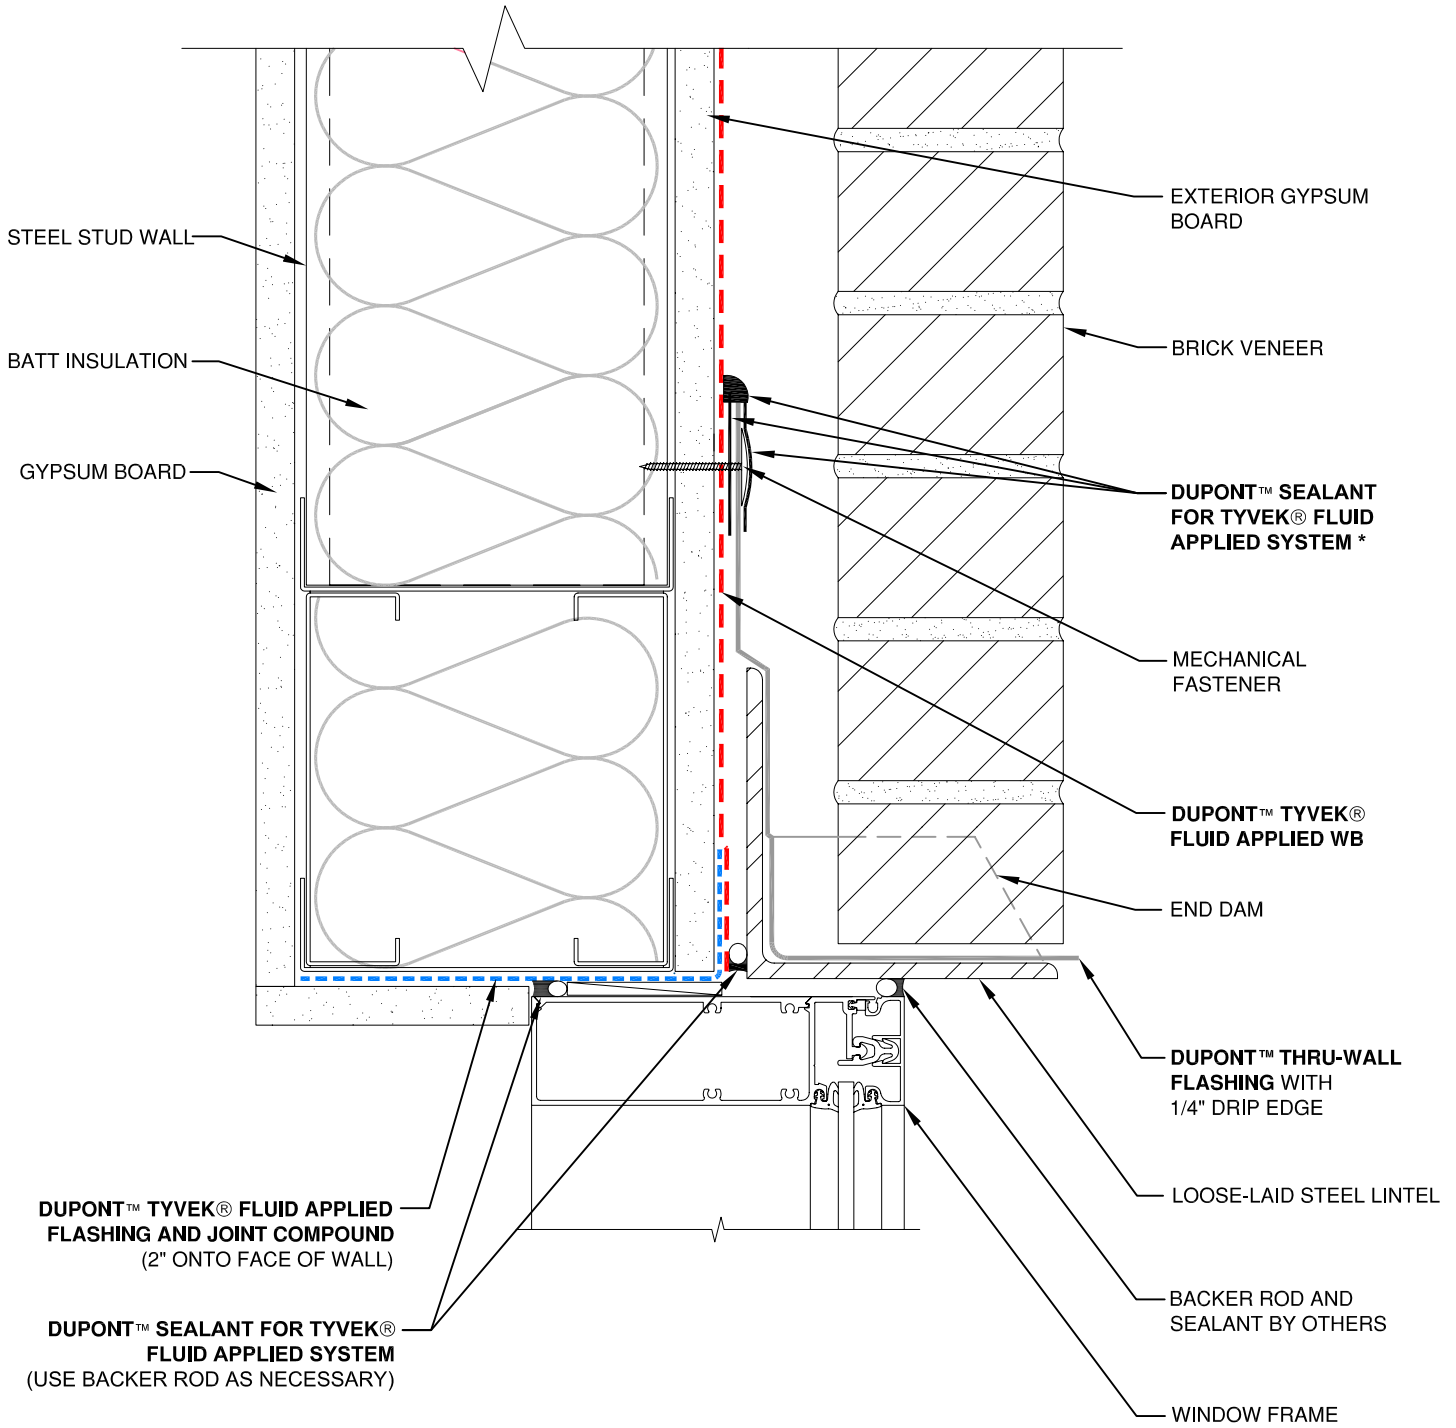 STEEL STUD WALL
BATT INSULATION
GYPSUM BOARD
EXTERIOR GYPSUM
BOARD
BRICK VENEER
DUPONT™ SEALANT
FOR TYVEK® FLUID
APPLIED SYSTEM *
MECHANICAL
FASTENER
DUPONT™ TYVEK®
FLUID APPLIED WB
END DAM
DUPONT™ THRU-WALL
FLASHING WITH
1/4" DRIP EDGE
LOOSE-LAID STEEL LINTEL
BACKER ROD AND
SEALANT BY OTHERS
WINDOW FRAME
DUPONT™ TYVEK® FLUID APPLIED
FLASHING AND JOINT COMPOUND
(2" ONTO FACE OF WALL)
DUPONT™ SEALANT FOR TYVEK®
FLUID APPLIED SYSTEM
(USE BACKER ROD AS NECESSARY)